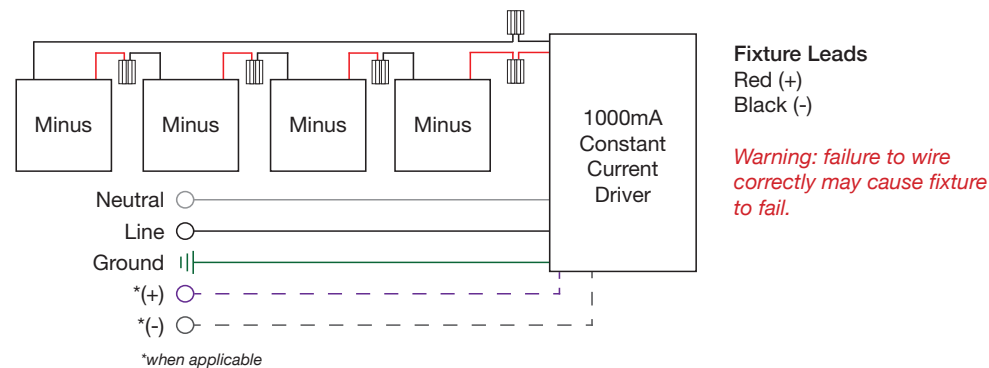 Minus
Minus
Minus
Minus
1000mA
Constant
Current
Driver
Fixture Leads
Red (+)
Black (-)
Warning: failure to wire
correctly may cause fixture
to fail.
Neutral
Line
Ground
*(+)
*(-)
*when applicable